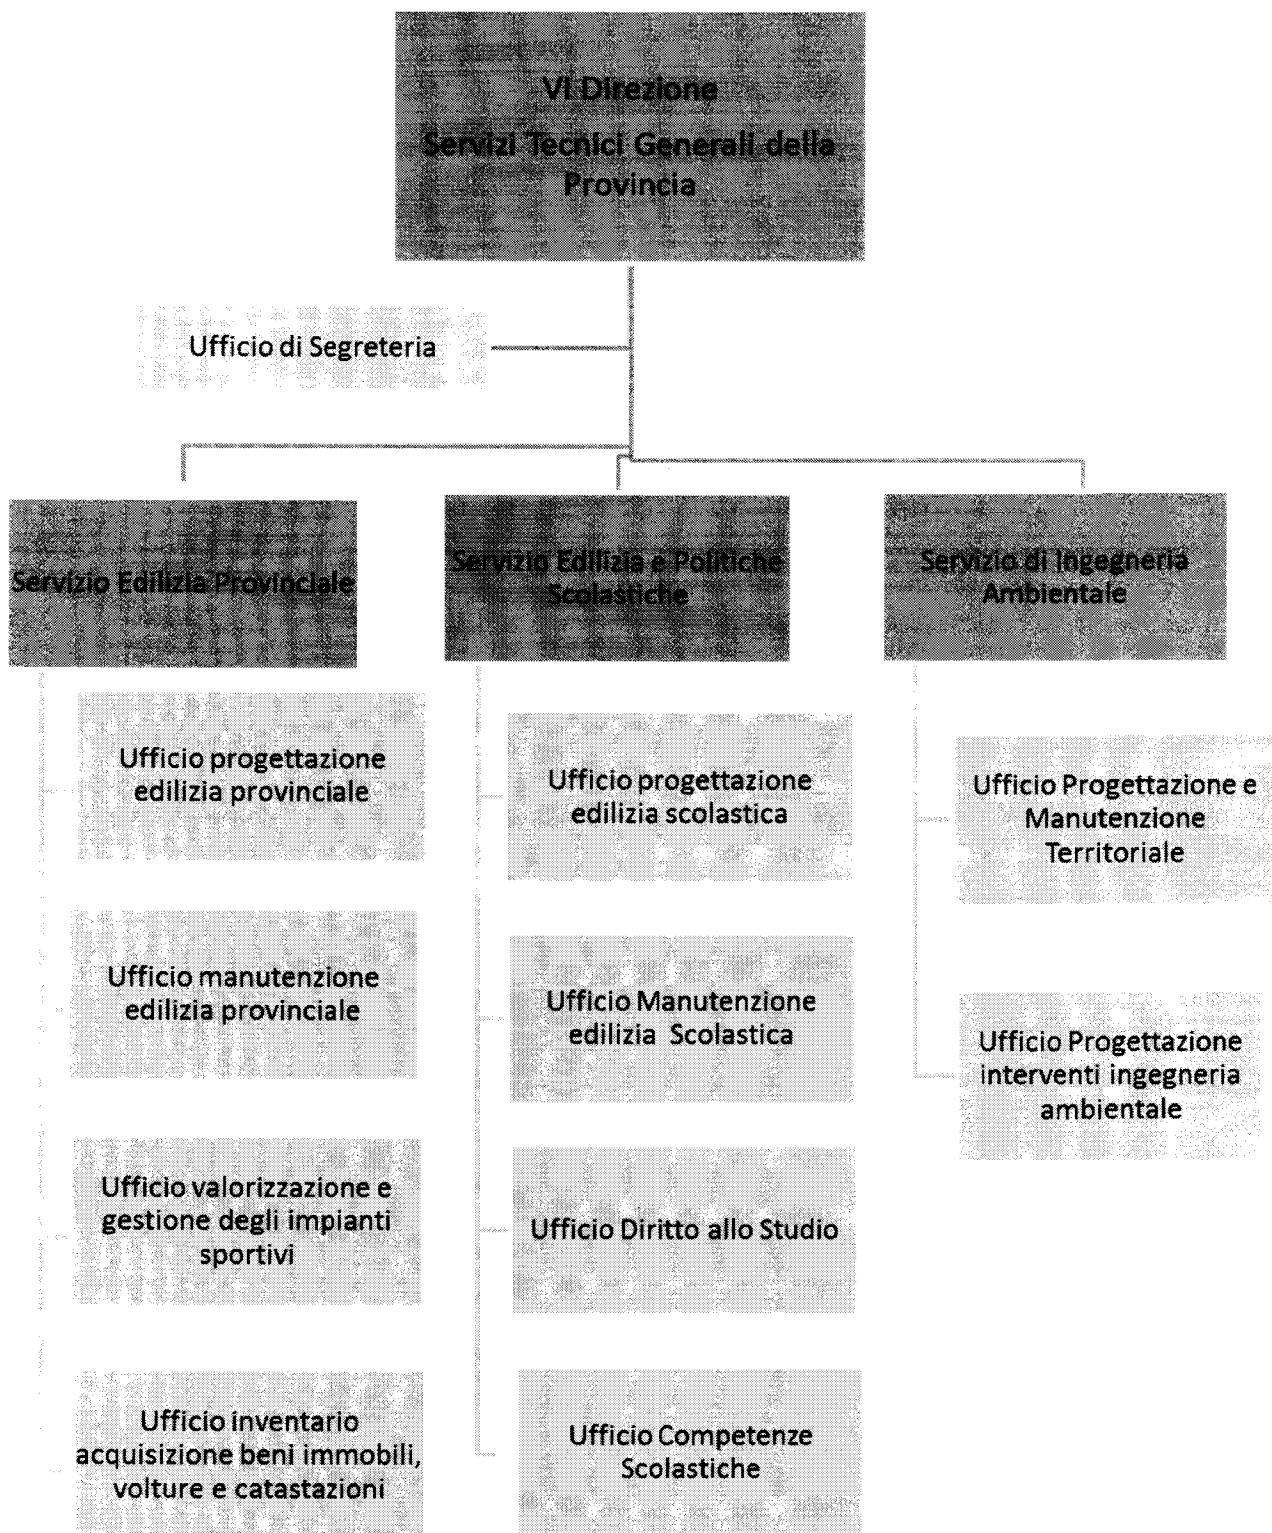 VI Direzione
Servizi Tecnici Generali della
Provincia
Ufficio di Segreteria
Servizio Edilizia Provinciale
Servizio Edilizia e Politiche
Scolastiche
Servizio di Ingegneria
Ambientale
Ufficio progettazione
edilizia provinciale
Ufficio manutenzione
edilizia provinciale
Ufficio valorizzazione e
gestione degli impianti
sportivi
Ufficio inventario
acquisizione beni immobili,
volture e catastazioni
Ufficio progettazione
edilizia scolastica
Ufficio Manutenzione
edilizia Scolastica
Ufficio Diritto allo Studio
Ufficio Competenze
Scolastiche
Ufficio Progettazione e
Manutenzione
Territoriale
Ufficio Progettazione
interventi ingegneria
ambientale